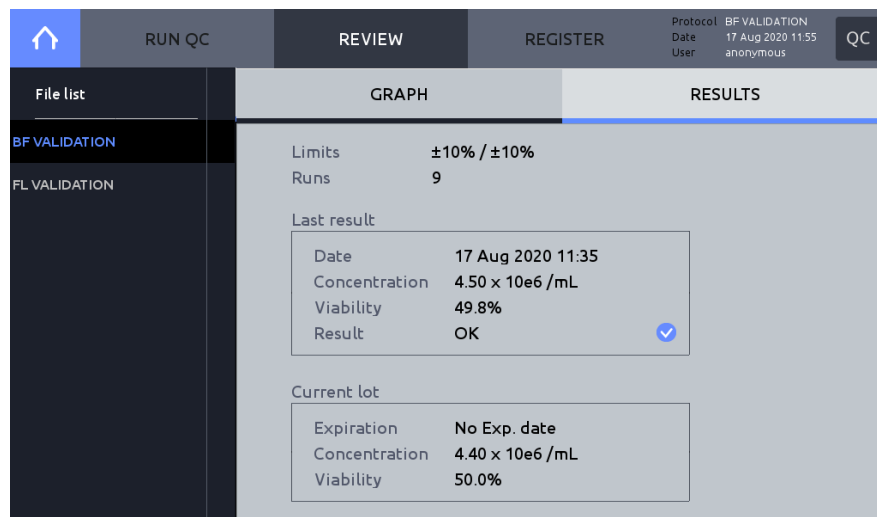 RUN QC
REVIEW
REGISTER
Protocol BF VALIDATION
Date 17 Aug 2020 11:55
User anonymous
QC
File list
BF VALIDATION
FL VALIDATION
GRAPH
RESULTS
Limits ±10% / ±10%
Runs 9
Last result
Date 17 Aug 2020 11:35
Concentration 4.50 x 10e6 /mL
Viability 49.8%
Result OK
Current lot
Expiration No Exp. date
Concentration 4.40 x 10e6 /mL
Viability 50.0%